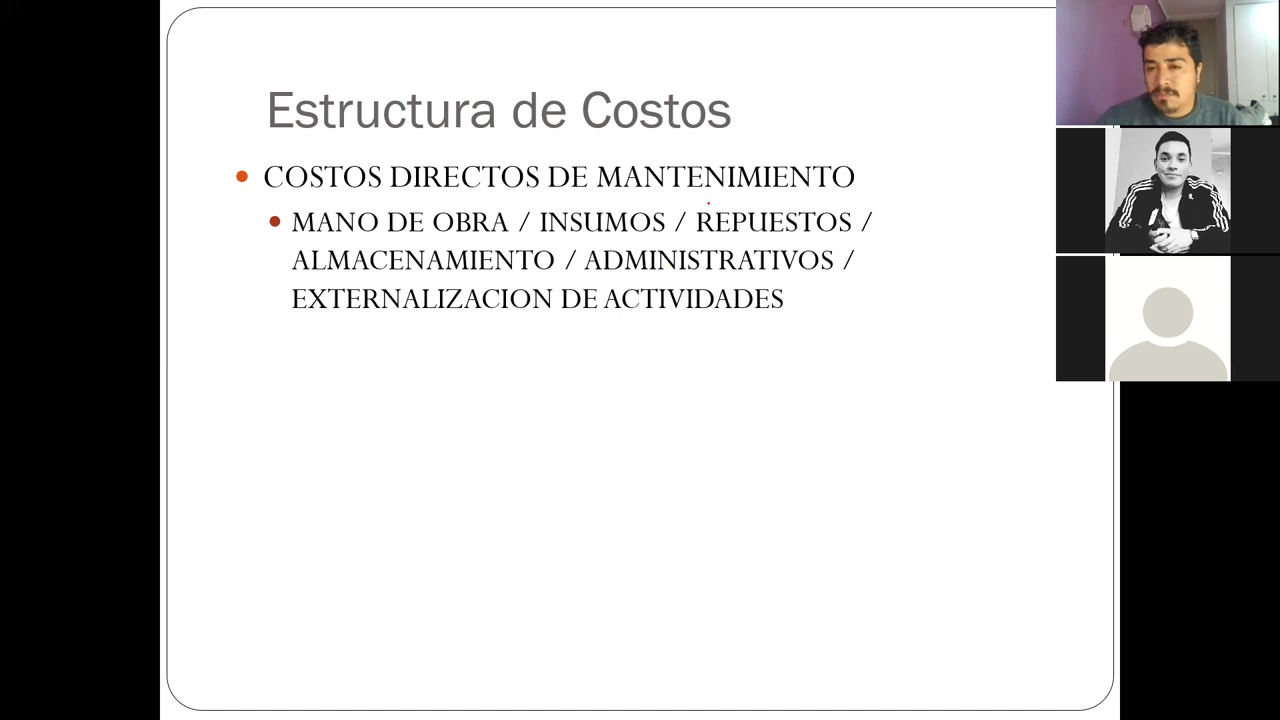 Estructura de Costos
COSTOS DIRECTOS DE MANTENIMIENTO
MANO DE OBRA / INSUMOS / REPUESTOS /
ALMACENAMIENTO / ADMINISTRATIVOS /
EXTERNALIZACION DE ACTIVIDADES